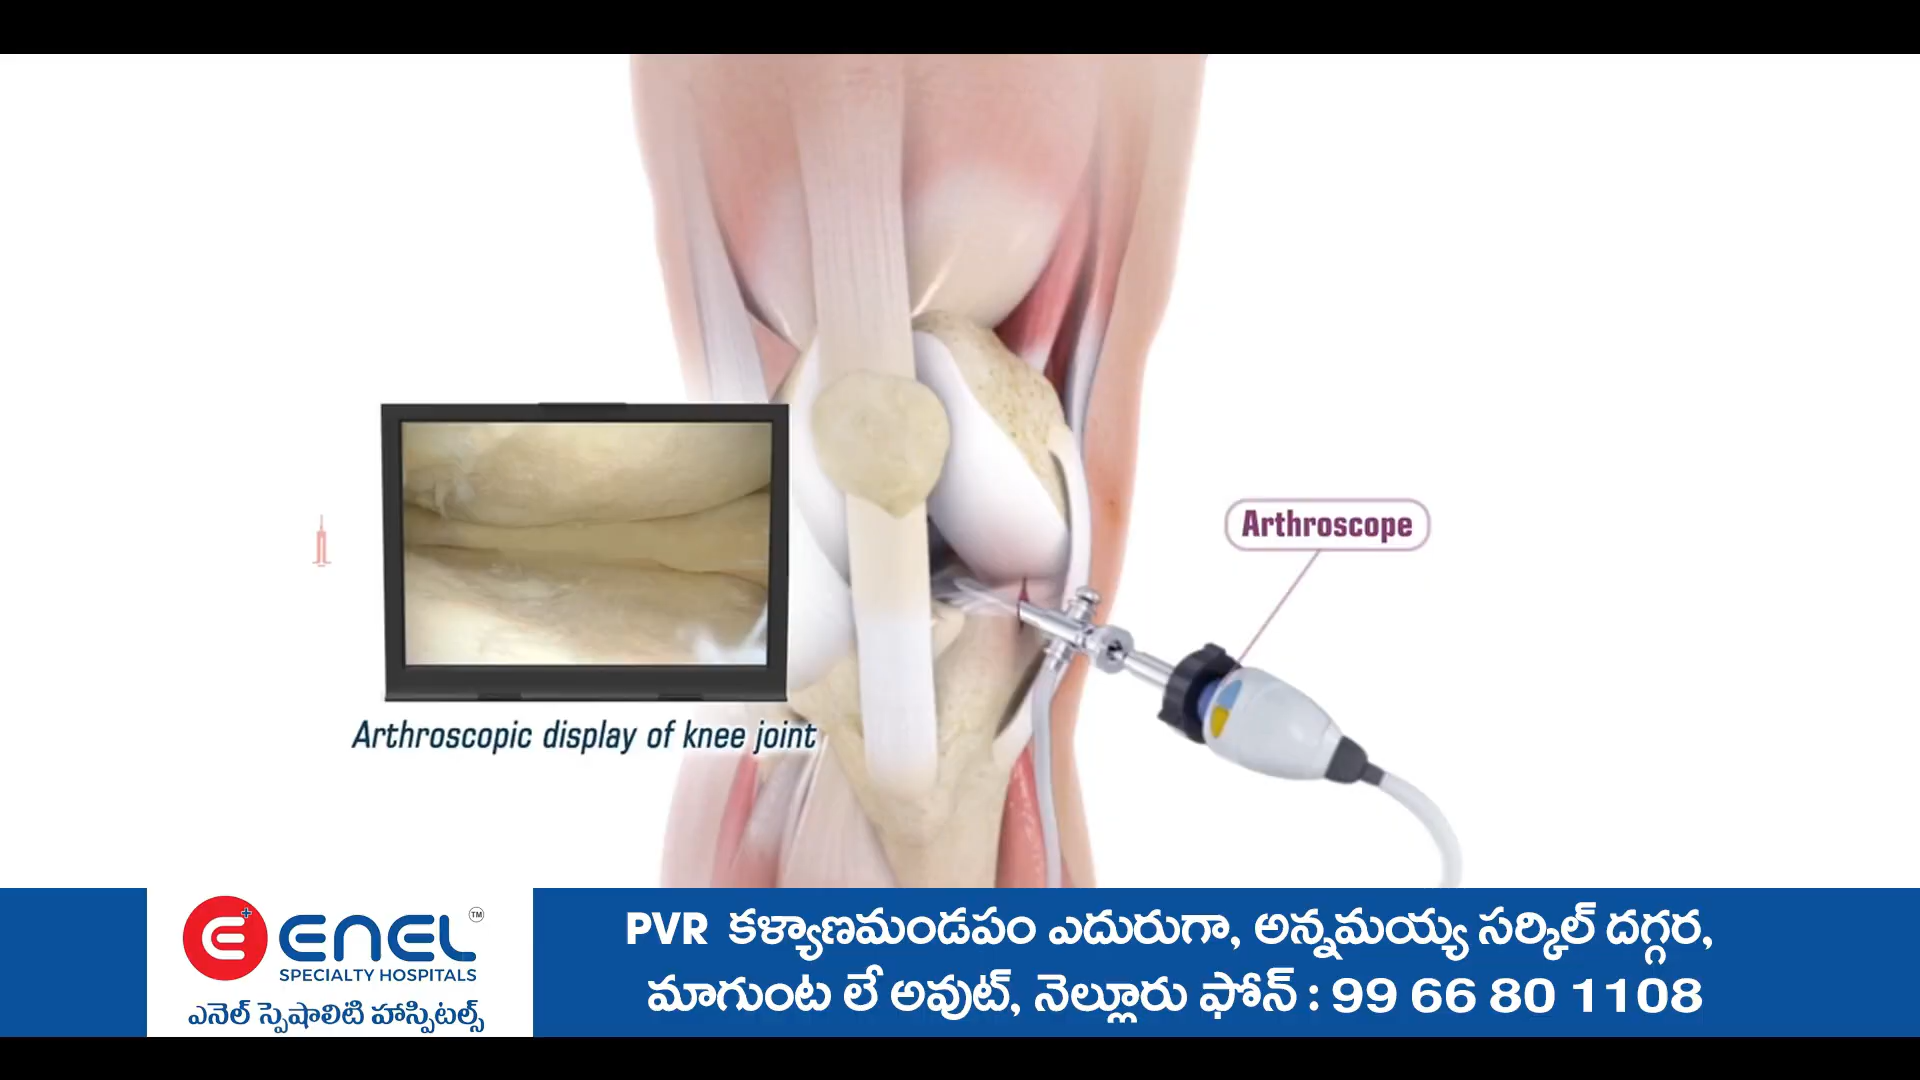 Arthroscope
Arthroscopic display of knee joint
ENEL™
SPECIALTY HOSPITALS
ఎనెల్ స్పెషాలిటి హాస్పిటల్స్
PVR కళ్యాణమండపం ఎదురుగా, అన్నమయ్య సర్కిల్ దగ్గర,
మాగుంట లే అవుట్, నెల్లూరు ఫోన్ : 99 66 80 1108